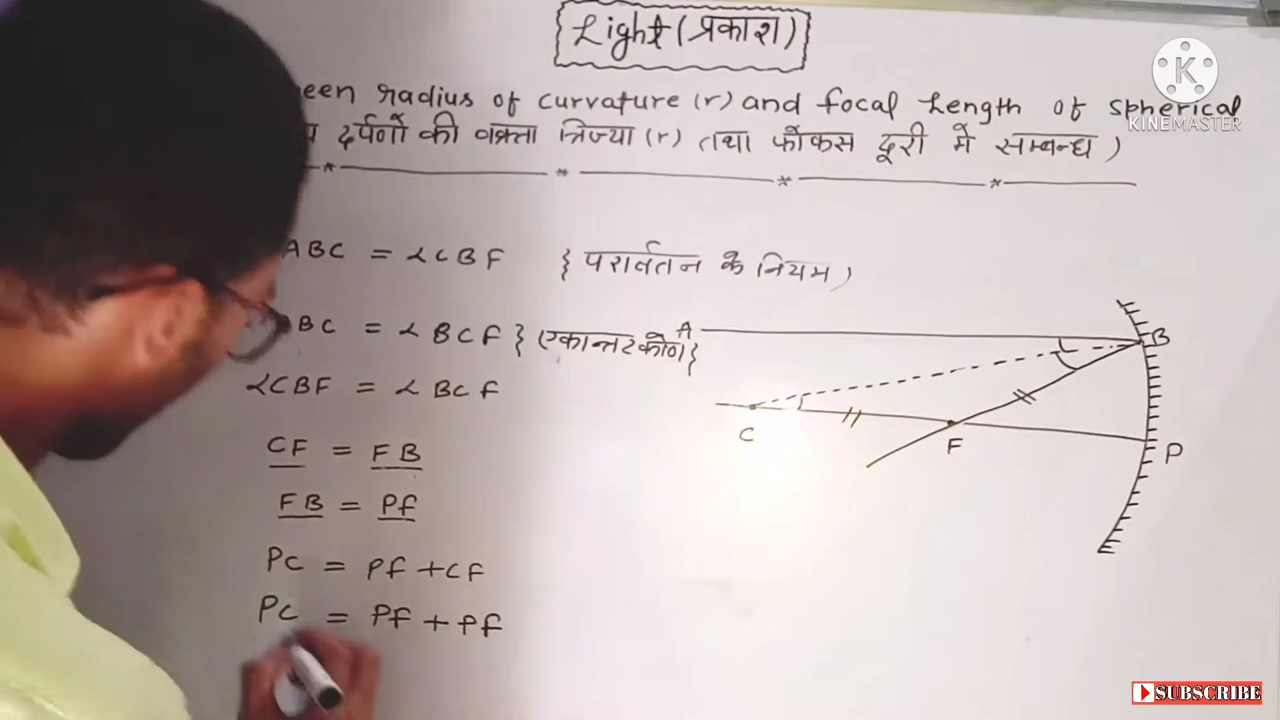 Light (प्रकाश)
een radius of curvature (r) and focal Length of spherical
दर्पणों की वक्रता त्रिज्या (r) तथा फोकस दूरी मे सम्बन्ध )
ABC = ∠CBF } परार्वतन के नियम )
BC = ∠BCF } एकान्तर कोण }
∠CBF = ∠BCF
CF = FB
FB = Pf
PC = Pf + CF
PC = Pf + Pf
A
B
C
F
P
K
KINEMASTER
SUBSCRIBE